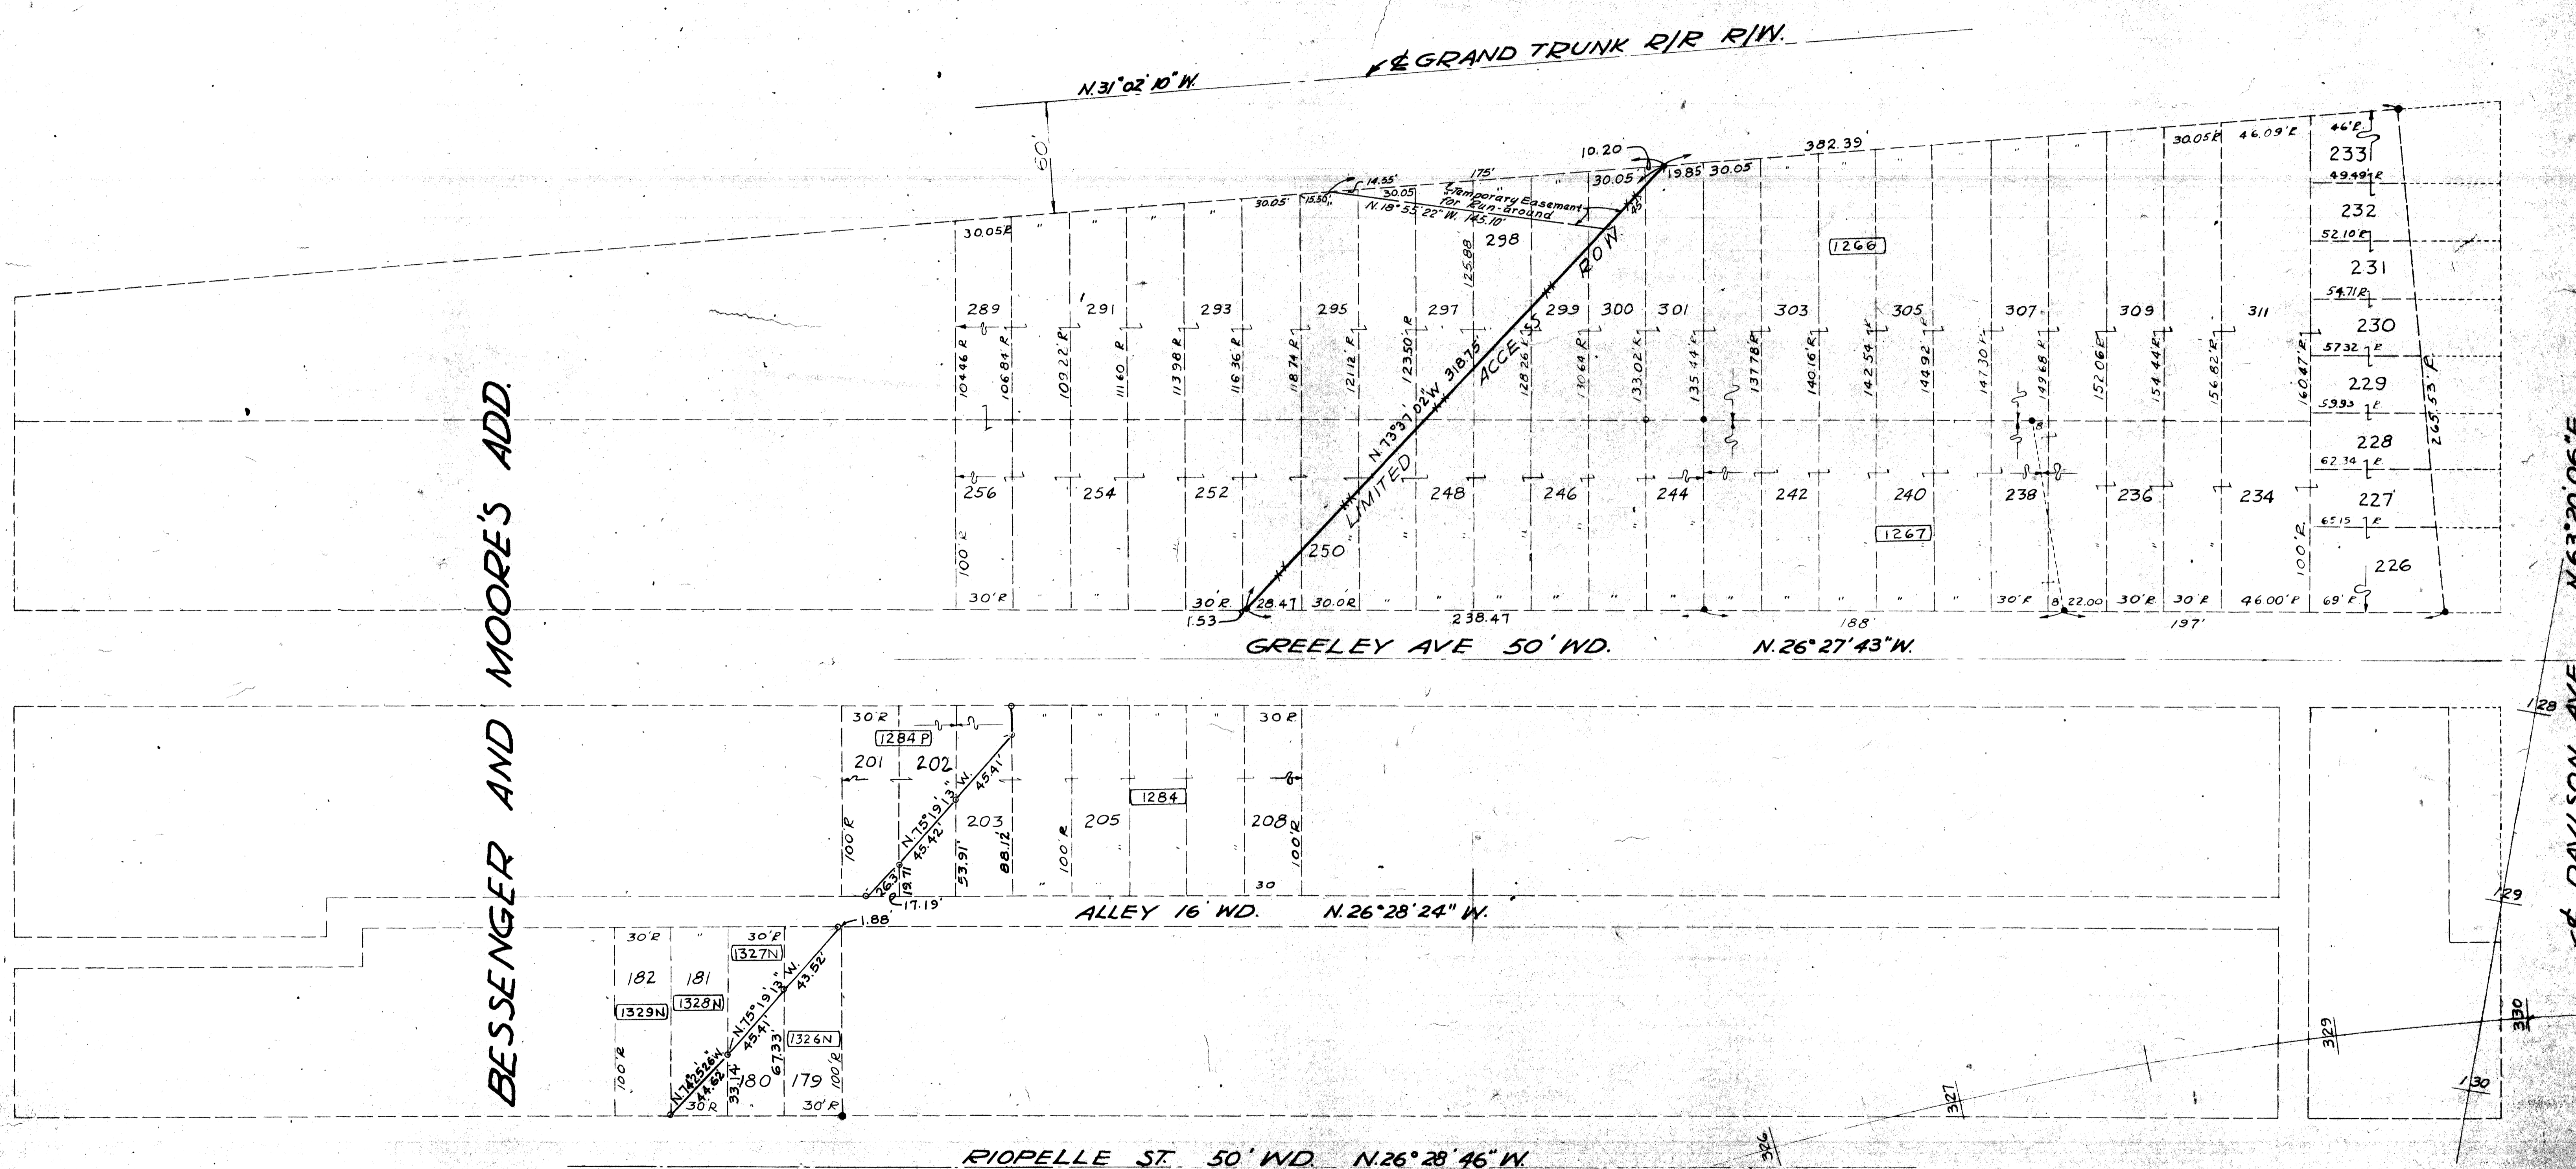 ℄ GRAND TRUNK R/R R/W.
N.31°02'10"W.
60'
10.20
382.39'
30.05'R 46.09'R 46'R.
233
49.49'R
232
52.10'R
231
54.71'R
230
57.32 R
229
59.93 R
228
62.34 R
227
65.15 R
226
69'R
265.53' R.
14.55' 175' 30.05' 19.85 30.05
30.05' 15.50' 30.05
Temporary Easement
for Run-around
N.18°55'22"W. 145.10'
30.05R " " " "
298
125.88
1266
289 291 293 295 297 299 300 301 303 305 307 309 311
104.46 R 106.84 R 109.22' R 111.60 R 113.98 R 116.36 R 118.74 R 121.12' R 123.50' R 128.26' R 130.64 R 133.02' R. 135.44' R 137.78' R 140.16' R 142.54' R 144.92' R 147.30' R 149.68' R 152.06' R 154.44' R 156.82' R 160.47' R
N.73°37'02"W 318.75'
LIMITED ACCESS ROW.
256 254 252 248 246 244 242 240 238 236 234
250
1267
100'R 100'R.
30'R " " 30'R. 28.47 30.0R " " " " " " " " " " 30'R 8' 22.00 30'R 30'R 46.00'R
1.53 238.47 188' 197'
GREELEY AVE 50' WD. N.26°27'43"W.
BESSENGER AND MOORE'S ADD.
30'R " " " " 30R.
1284P
201 202
203 205 208
1284
N.75°19'13"W.
45.41'
45.42'
26.3'
R
100'R 19.71 53.91' 88.12' 100'R 100'R
17.19' 30
ALLEY 16' WD. N.26°28'24"W.
1.88'
30'R " 30'R
1327N
182 181
1329N 1328N
N.75°19'13"W.
43.52'
45.41'
N.74°25'26W
44.62'
1326N
100'R 33.14' 67.33' 100'R
180 179
30'R 30'R
RIOPELLE ST. 50' WD. N.26°28'46"W.
326
327
329
330
128
129
130
℄ DAVISON AVE. N.63°20'06"E